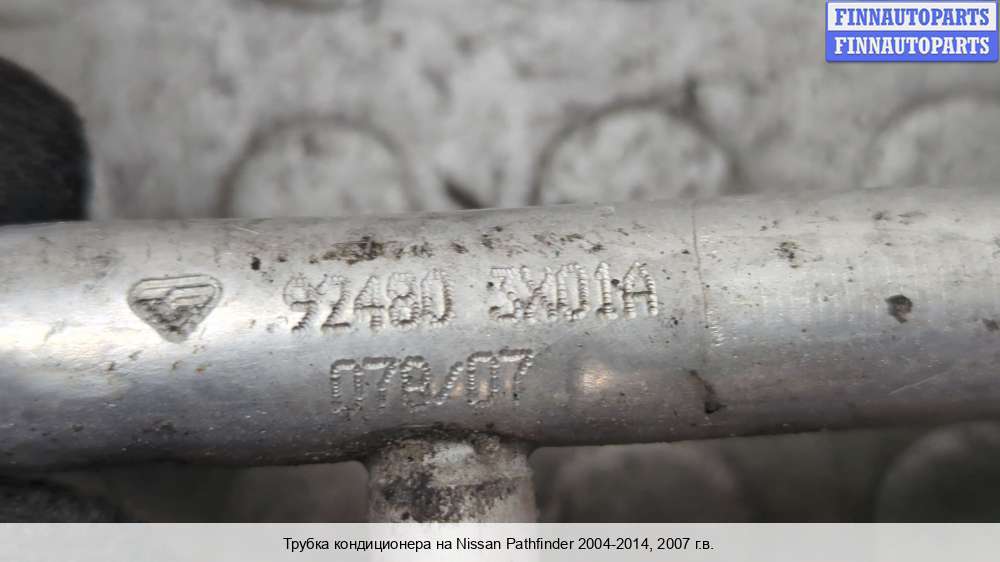 FINNAUTOPARTS
FINNAUTOPARTS
92480 3X01A
078/07
Трубка кондиционера на Nissan Pathfinder 2004-2014, 2007 г.в.